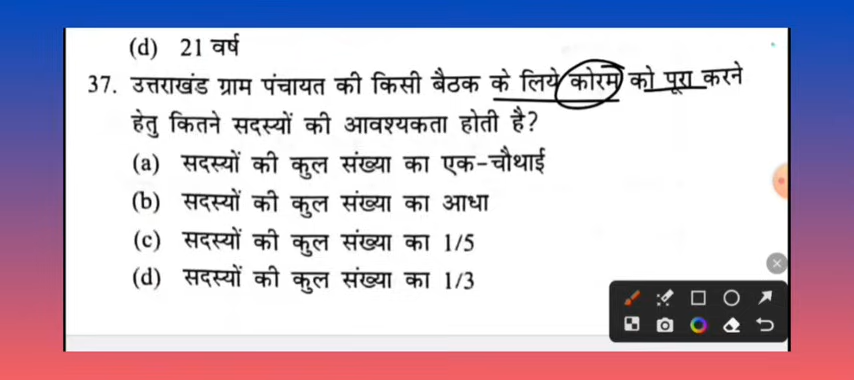 (d) 21 वर्ष
37. उत्तराखंड ग्राम पंचायत की किसी बैठक के लिये कोरम को पूरा करने
हेतु कितने सदस्यों की आवश्यकता होती है?
(a) सदस्यों की कुल संख्या का एक-चौथाई
(b) सदस्यों की कुल संख्या का आधा
(c) सदस्यों की कुल संख्या का 1/5
(d) सदस्यों की कुल संख्या का 1/3